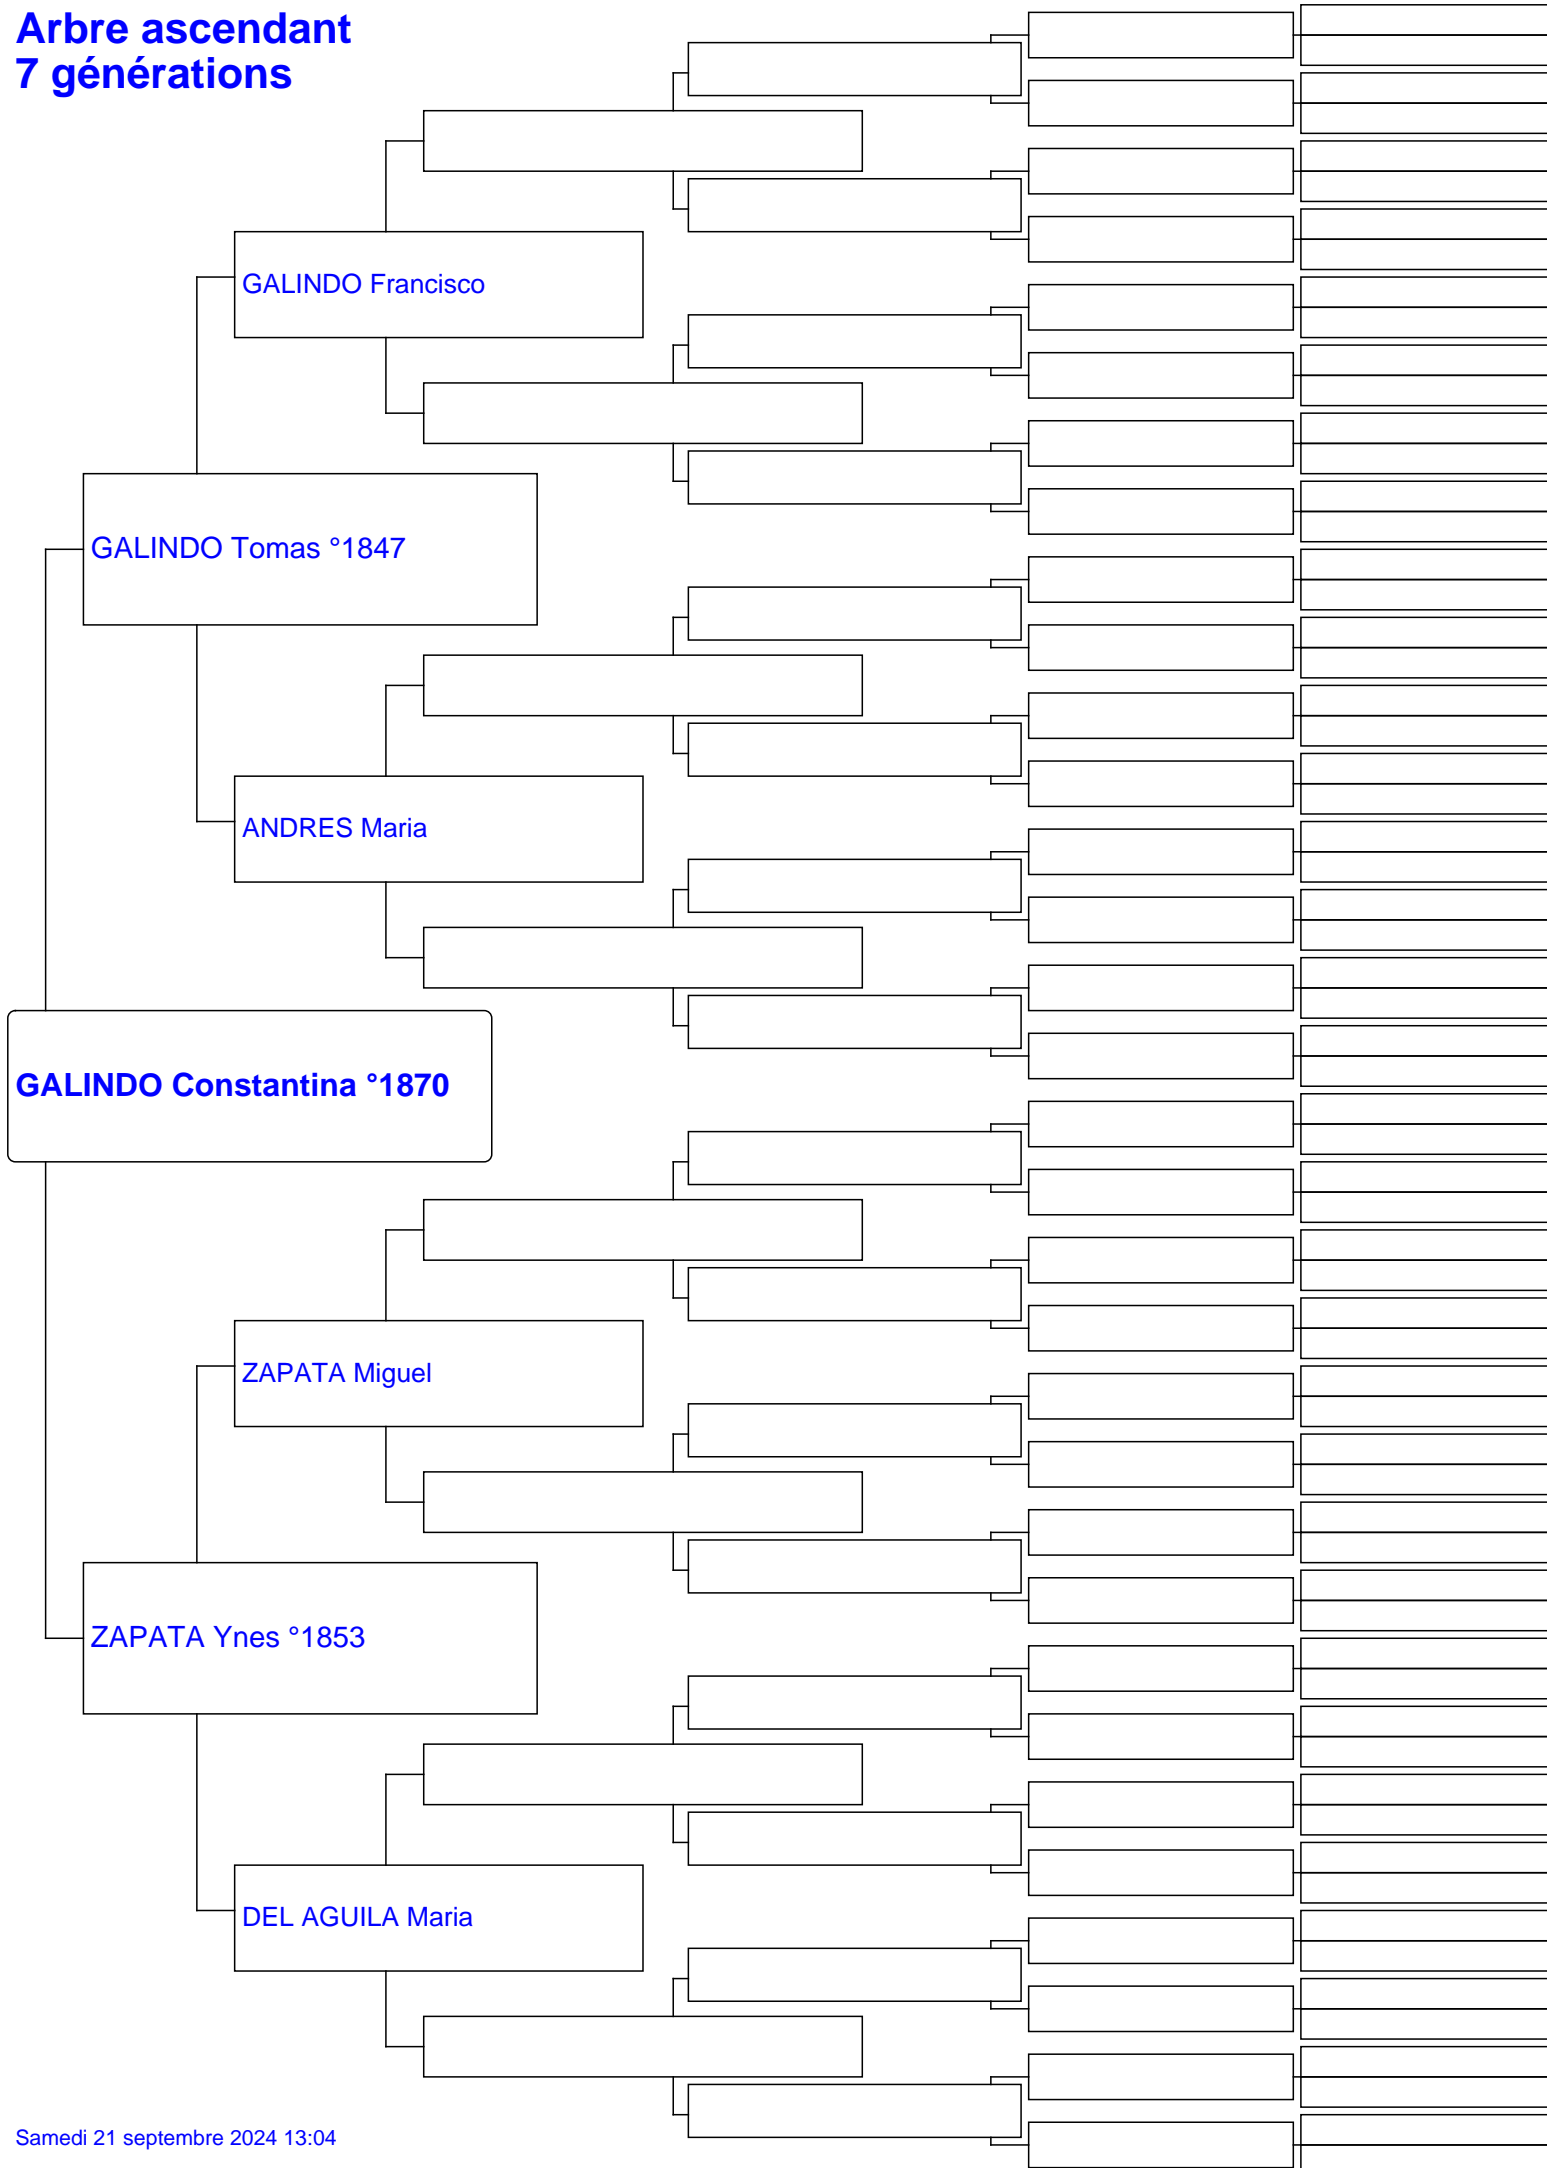 Arbre ascendant
7 générations
GALINDO Francisco
GALINDO Tomas °1847
ANDRES Maria
GALINDO Constantina °1870
ZAPATA Miguel
ZAPATA Ynes °1853
DEL AGUILA Maria
Samedi 21 septembre 2024 13:04